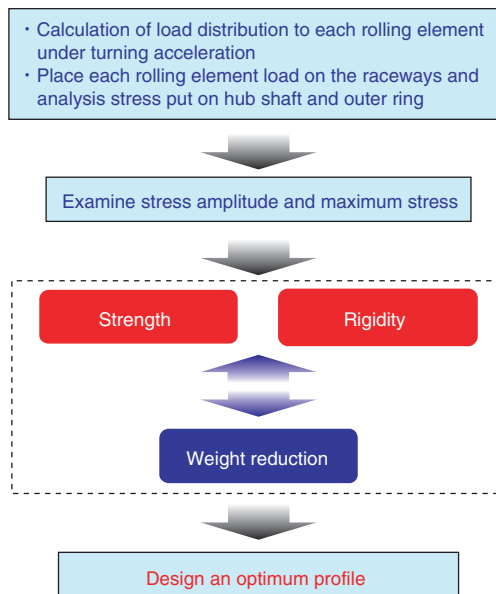 ・Calculation of load distribution to each rolling element
under turning acceleration
・Place each rolling element load on the raceways and
analysis stress put on hub shaft and outer ring
Examine stress amplitude and maximum stress
Strength
Rigidity
Weight reduction
Design an optimum profile